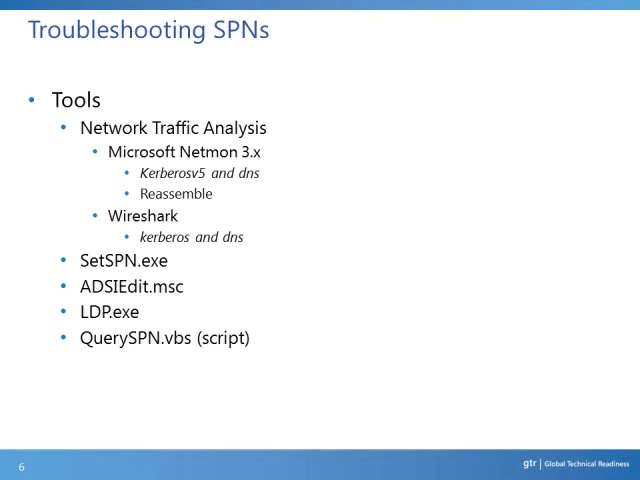 Troubleshooting SPNs
• Tools
• Network Traffic Analysis
• Microsoft Netmon 3.x
• Kerberosv5 and dns
• Reassemble
• Wireshark
• kerberos and dns
• SetSPN.exe
• ADSIEdit.msc
• LDP.exe
• QuerySPN.vbs (script)
6
gtr | Global Technical Readiness